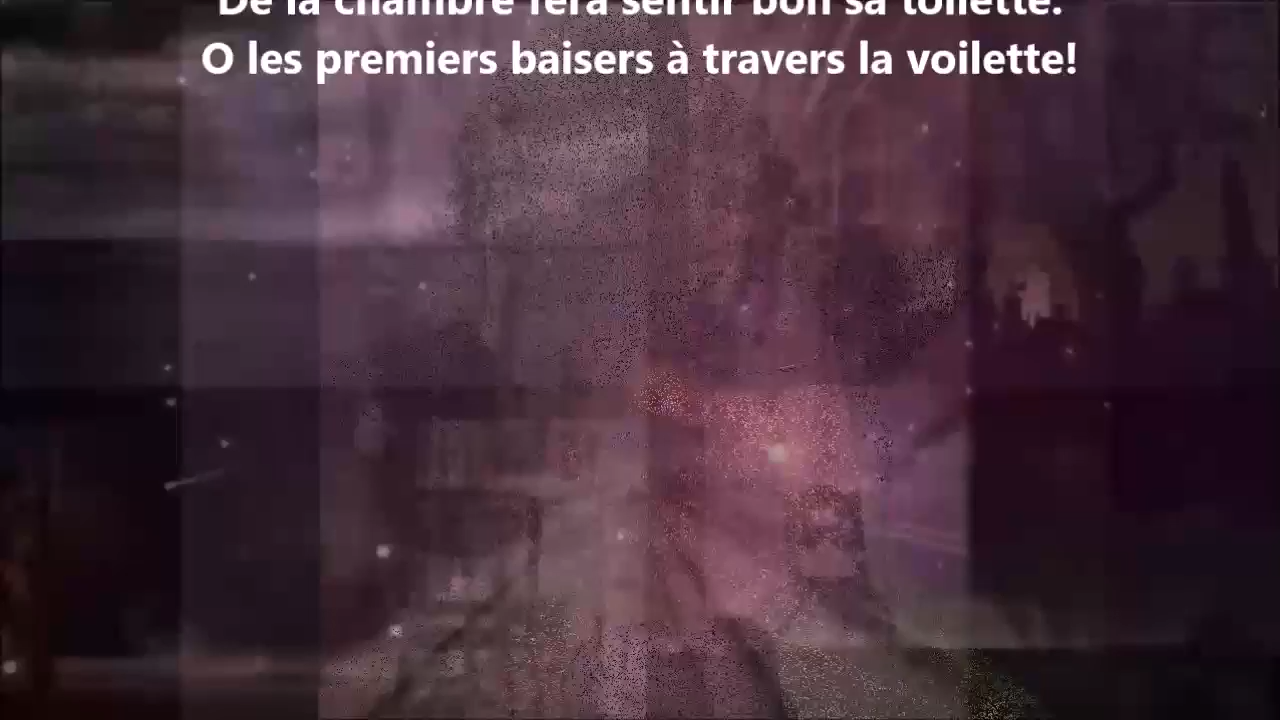 De la chambre fera sentir bon sa toilette.
O les premiers baisers à travers la voilette!